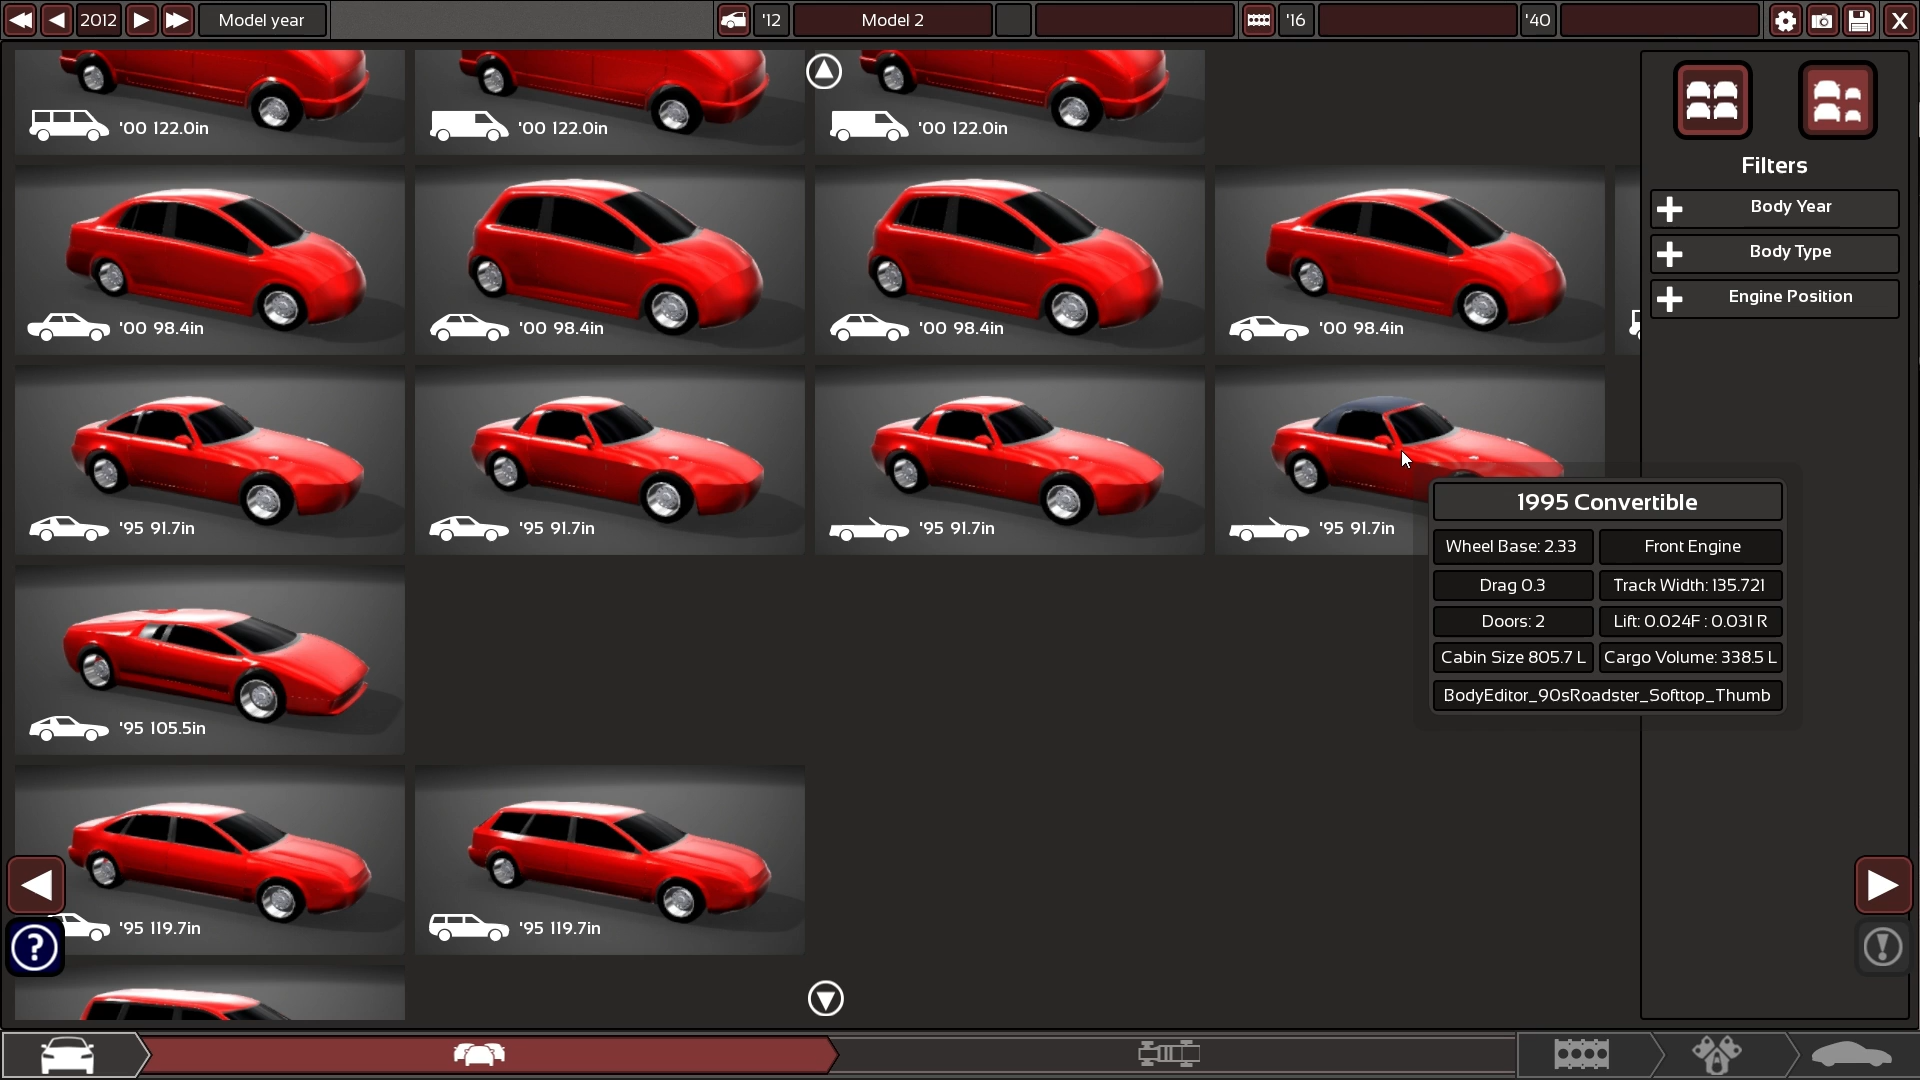 2012 Model year '12 Model 2 '16 '40 X
'00 122.0in '00 122.0in '00 122.0in
Filters
Body Year
Body Type
Engine Position
'00 98.4in '00 98.4in '00 98.4in '00 98.4in
'95 91.7in '95 91.7in '95 91.7in '95 91.7in
1995 Convertible
Wheel Base: 2.33 Front Engine
Drag 0.3 Track Width: 135.721
Doors: 2 Lift: 0.024F : 0.031 R
Cabin Size 805.7 L Cargo Volume: 338.5 L
BodyEditor_90sRoadster_Softtop_Thumb
'95 105.5in
'95 119.7in '95 119.7in
?
!